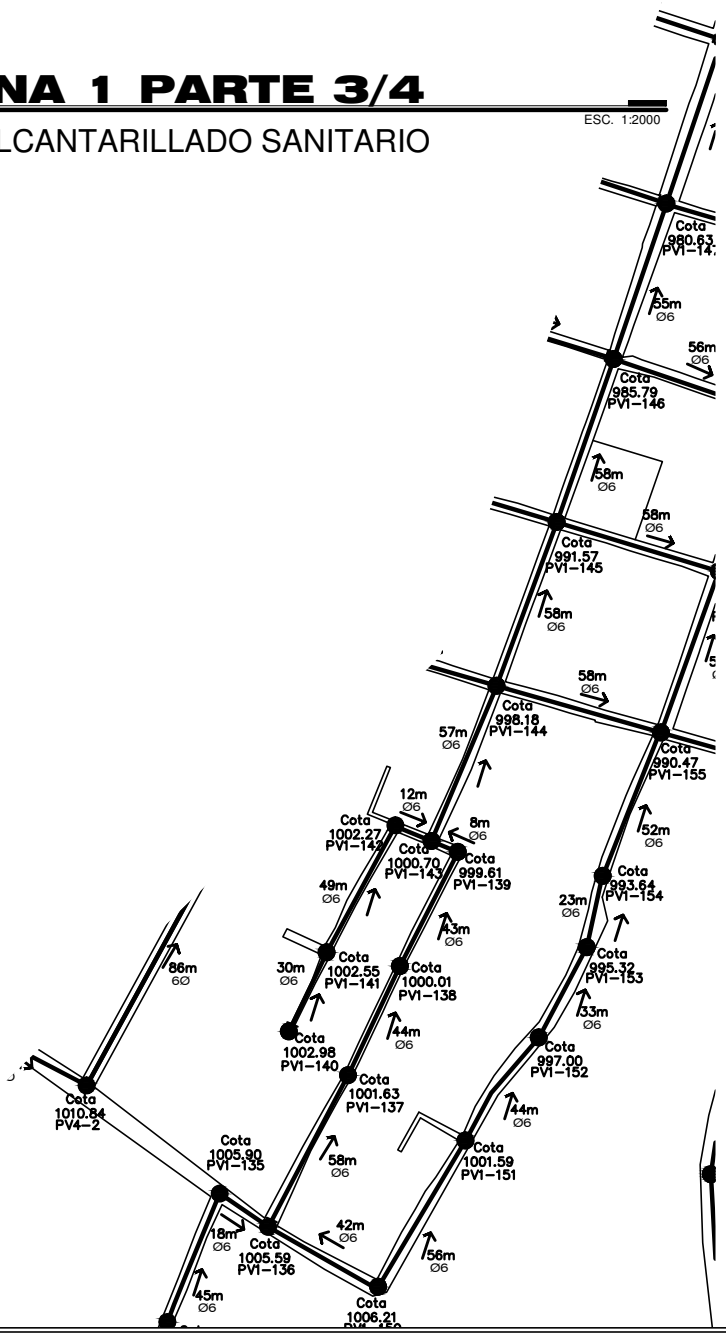 NA 1 PARTE 3/4
ESC. 1:2000
LCANTARILLADO SANITARIO
Cota
980.63
PV1-147
55m
Ø6
56m
Ø6
Cota
985.79
PV1-146
58m
Ø6
58m
Ø6
Cota
991.57
PV1-145
58m
Ø6
58m
Ø6
Cota
998.18
PV1-144
57m
Ø6
Cota
990.47
PV1-155
12m
Ø6
8m
Ø6
Cota
1002.27
PV1-142
Cota
1000.70
PV1-143
Cota
999.61
PV1-139
52m
Ø6
Cota
993.64
PV1-154
49m
Ø6
23m
Ø6
43m
Ø6
Cota
995.32
PV1-153
86m
6Ø
30m
Ø6
Cota
1002.55
PV1-141
Cota
1000.01
PV1-138
33m
Ø6
44m
Ø6
Cota
1002.98
PV1-140
Cota
997.00
PV1-152
Cota
1001.63
PV1-137
Cota
1010.84
PV4-2
44m
Ø6
Cota
1005.90
PV1-135
58m
Ø6
Cota
1001.59
PV1-151
18m
Ø6
42m
Ø6
Cota
1005.59
PV1-136
56m
Ø6
45m
Ø6
Cota
1006.21